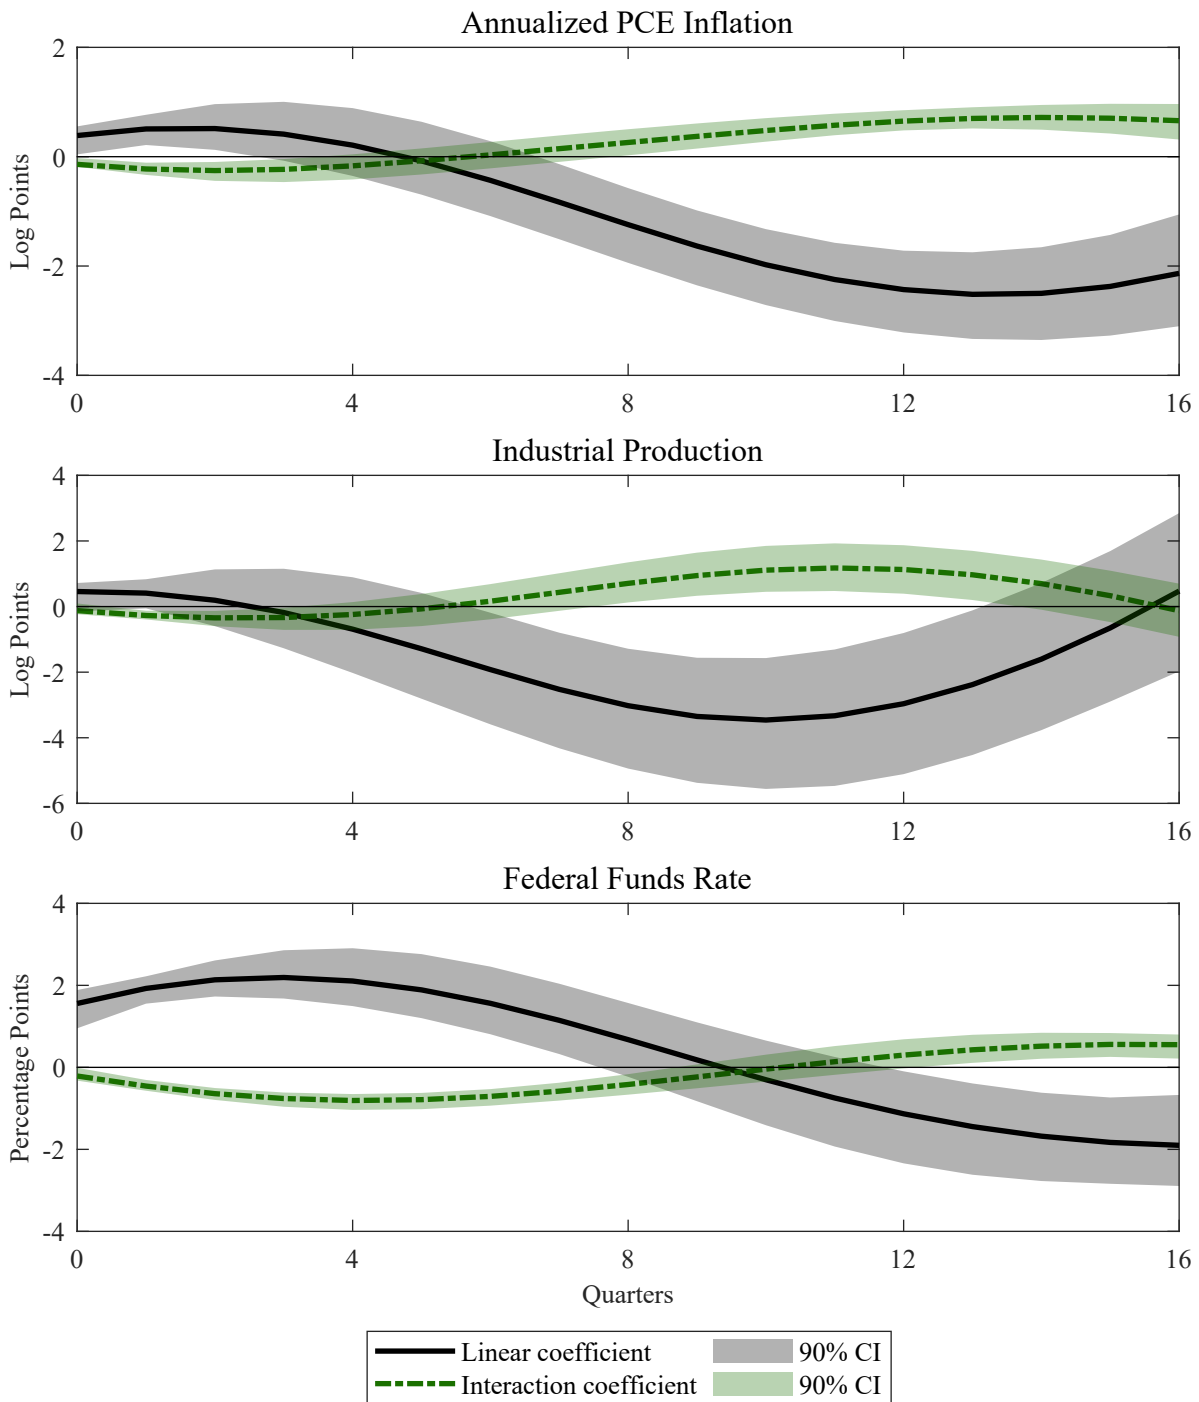 Annualized PCE Inflation
2
0
-2
-4
Log Points
0 4 8 12 16
Industrial Production
4
2
0
-2
-4
-6
Log Points
0 4 8 12 16
Federal Funds Rate
4
2
0
-2
-4
Percentage Points
0 4 8 12 16
Quarters
Linear coefficient 90% CI
Interaction coefficient 90% CI